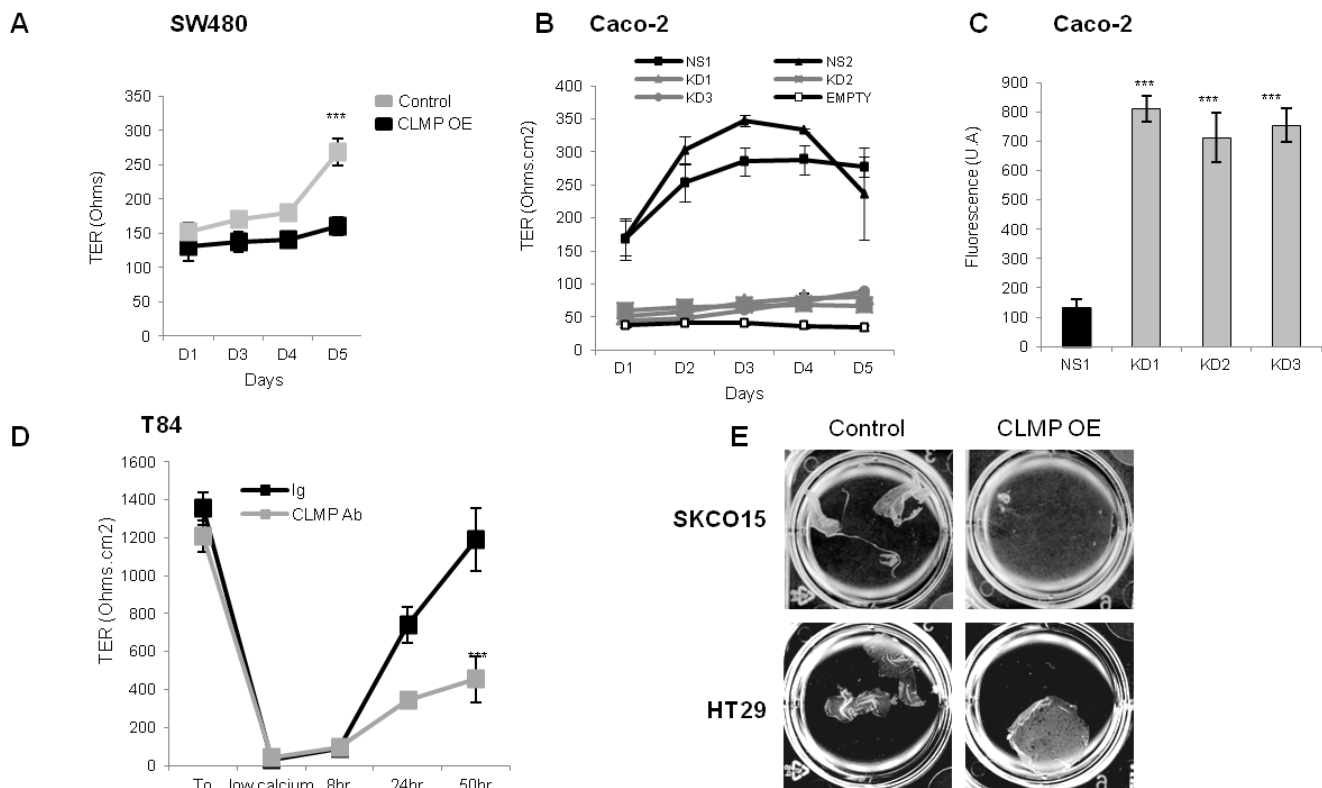 A
SW480
TER (Ohms)
350
300
250
200
150
100
50
0
***
Control
CLMP OE
D1 D3 D4 D5
Days
B
Caco-2
NS1 NS2
KD1 KD2
KD3 EMPTY
TER (Ohms.cm2)
400
350
300
250
200
150
100
50
0
D1 D2 D3 D4 D5
Days
C
Caco-2
Fluorescence (U.A)
900
800
700
600
500
400
300
200
100
0
*** *** ***
NS1 KD1 KD2 KD3
D
T84
TER (Ohms.cm2)
1600
1400
1200
1000
800
600
400
200
0
Ig
CLMP Ab
***
To low calcium 8hr 24hr 50hr
E
Control CLMP OE
SKCO15
HT29